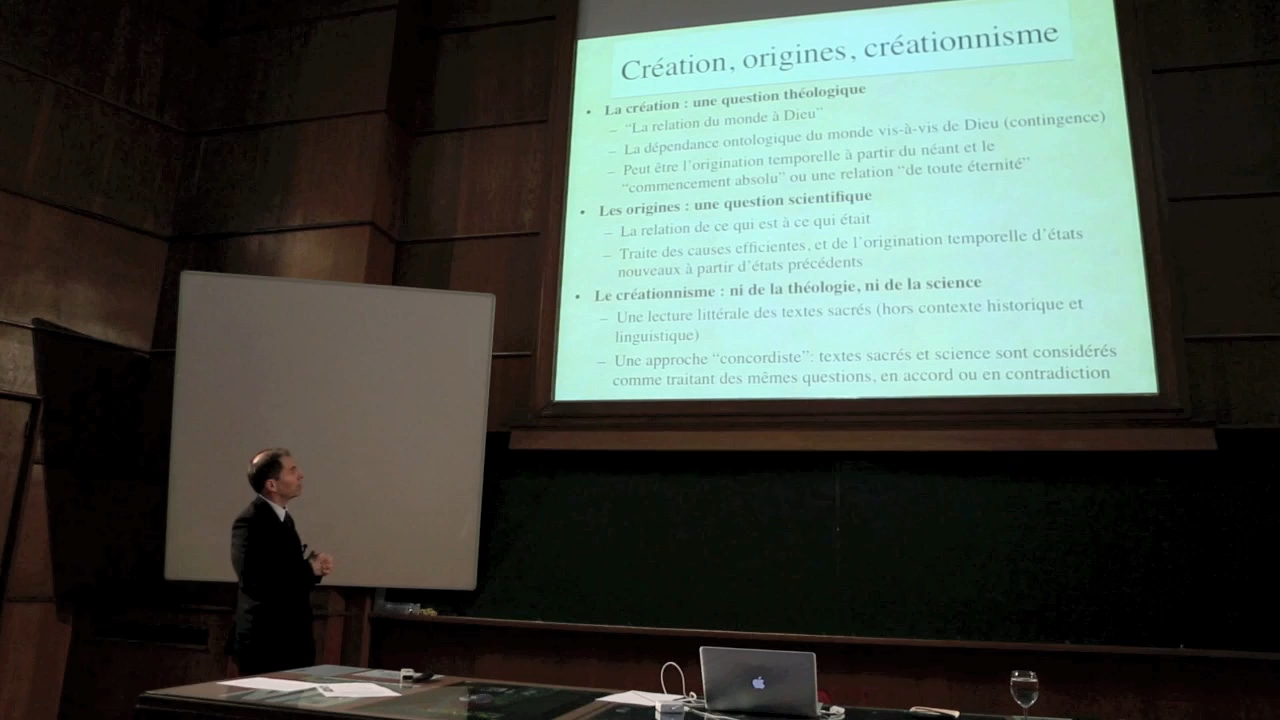 Création, origines, créationnisme
• La création : une question théologique
– “La relation du monde à Dieu”
– La dépendance ontologique du monde vis-à-vis de Dieu (contingence)
– Peut être l’origination temporelle à partir du néant et le
“commencement absolu” ou une relation “de toute éternité”
• Les origines : une question scientifique
– La relation de ce qui est à ce qui était
– Traite des causes efficientes, et de l’origination temporelle d’états
nouveaux à partir d’états précédents
• Le créationnisme : ni de la théologie, ni de la science
– Une lecture littérale des textes sacrés (hors contexte historique et
linguistique)
– Une approche “concordiste”: textes sacrés et science sont considérés
comme traitant des mêmes questions, en accord ou en contradiction